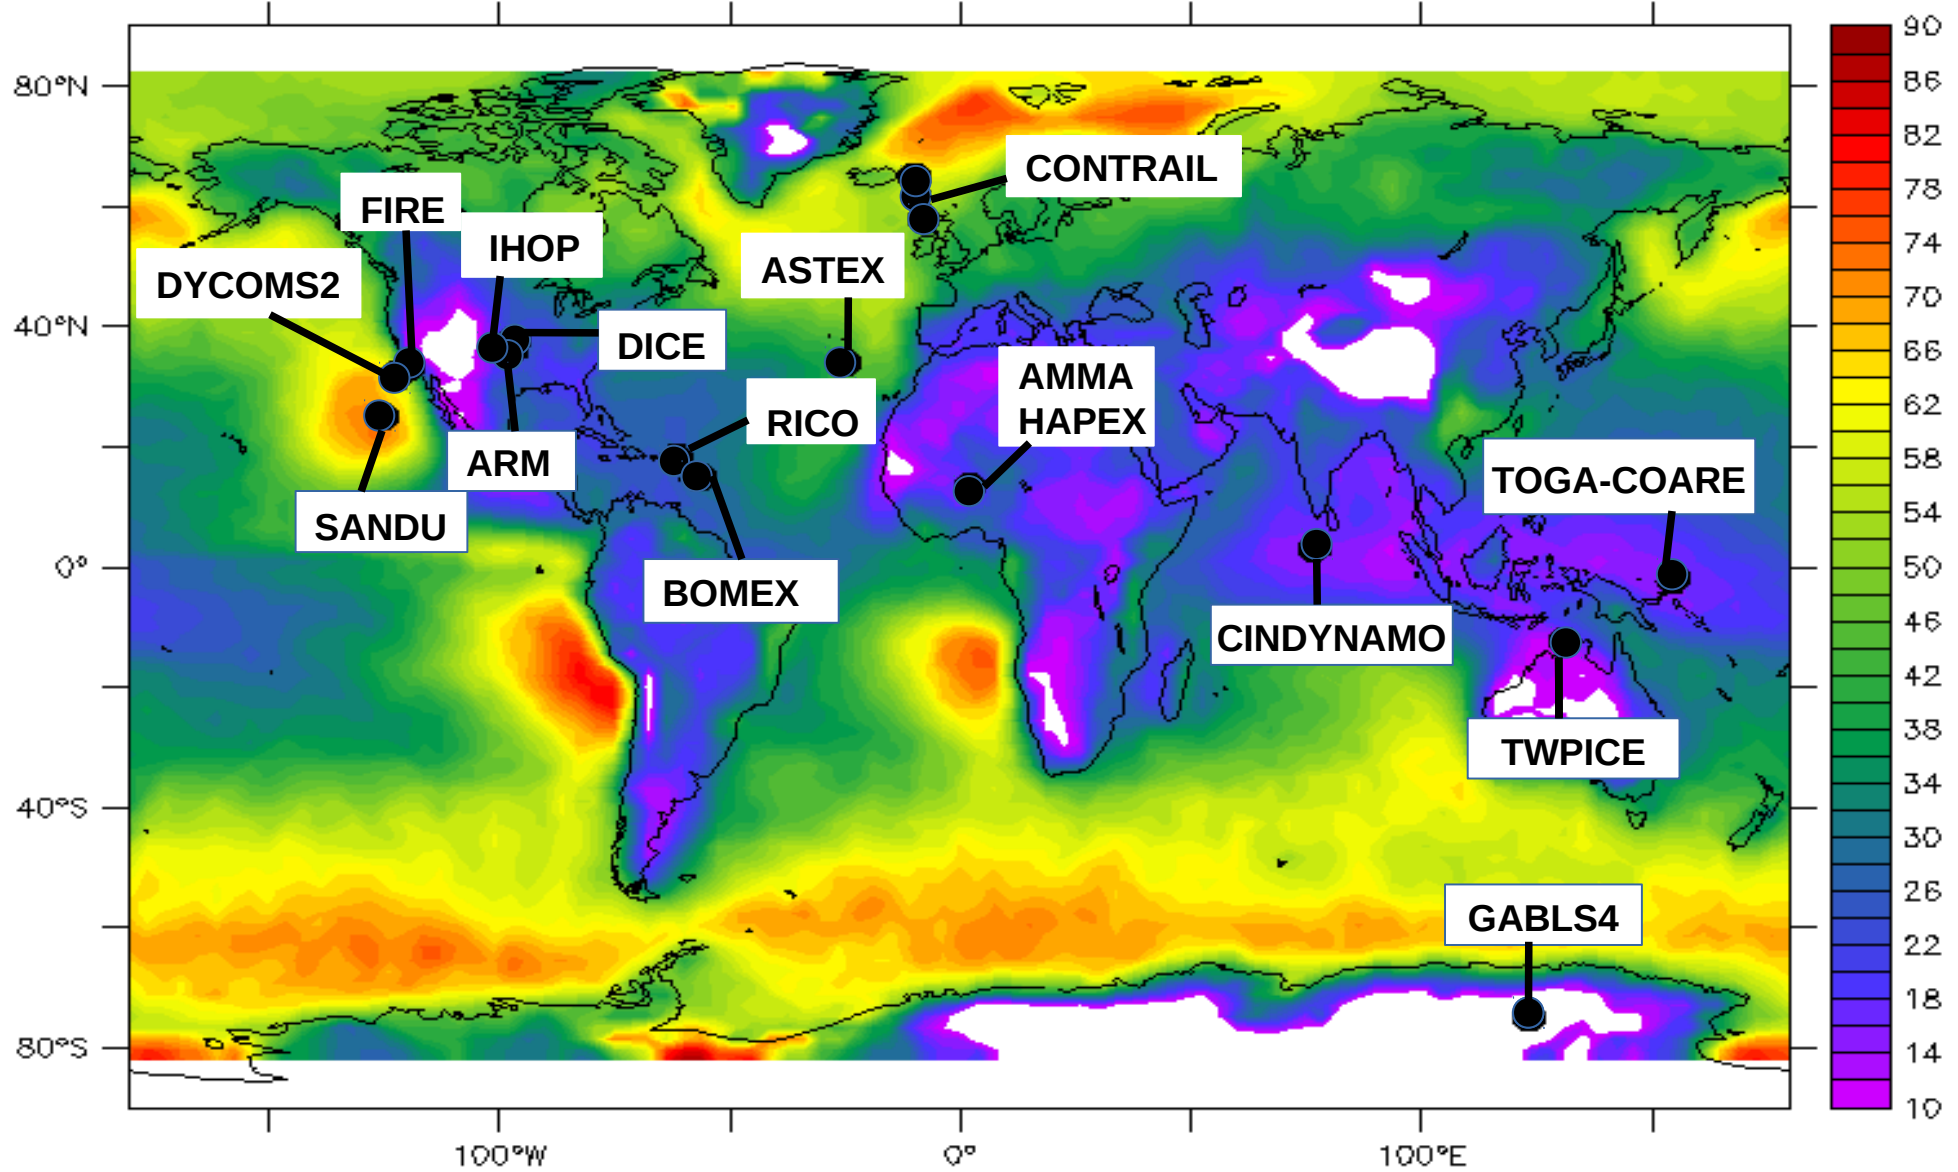 90
80°N
86
82
CONTRAIL
78
FIRE
IHOP
74
ASTEX
DYCOMS2
70
40°N
DICE
66
AMMA
HAPEX
62
RICO
ARM
58
TOGA-COARE
SANDU
54
0°
50
BOMEX
CINDYNAMO
46
42
38
TWPICE
34
40°S
30
26
GABLS4
22
18
80°S
14
10
100°W
0°
100°E